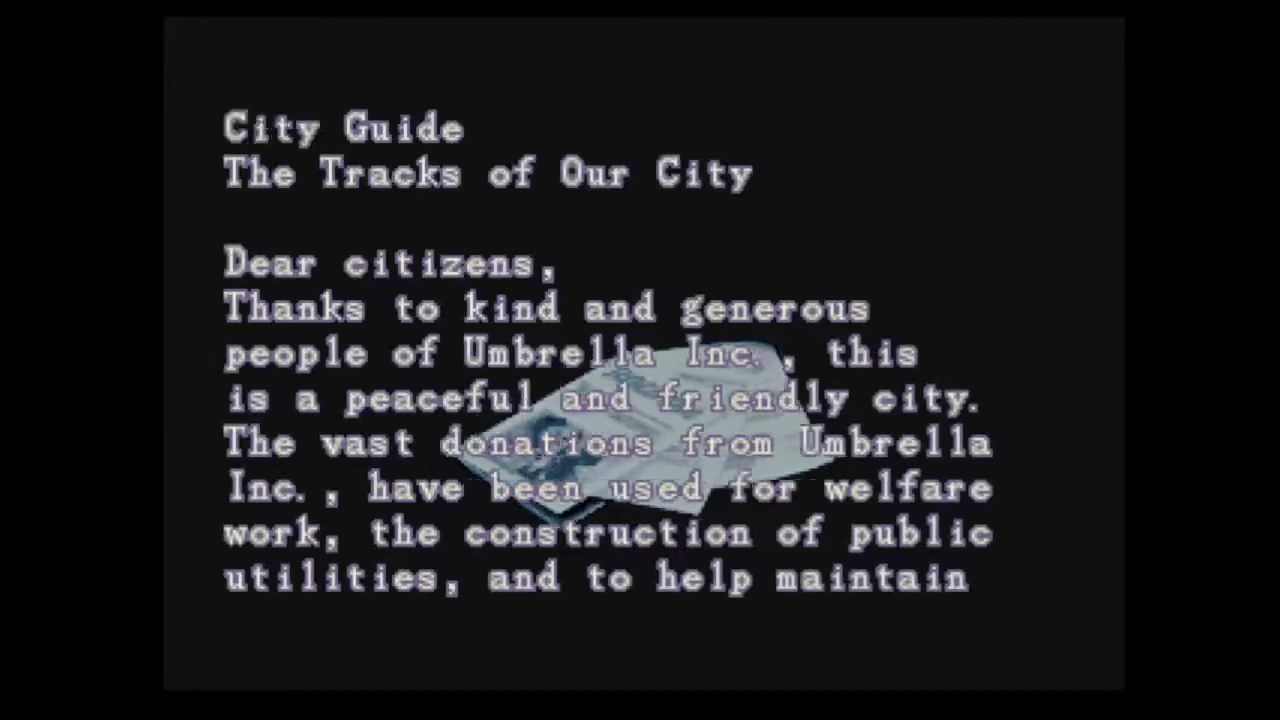 City Guide
The Tracks of Our City
Dear citizens,
Thanks to kind and generous
people of Umbrella Inc., this
is a peaceful and friendly city.
The vast donations from Umbrella
Inc., have been used for welfare
work, the construction of public
utilities, and to help maintain